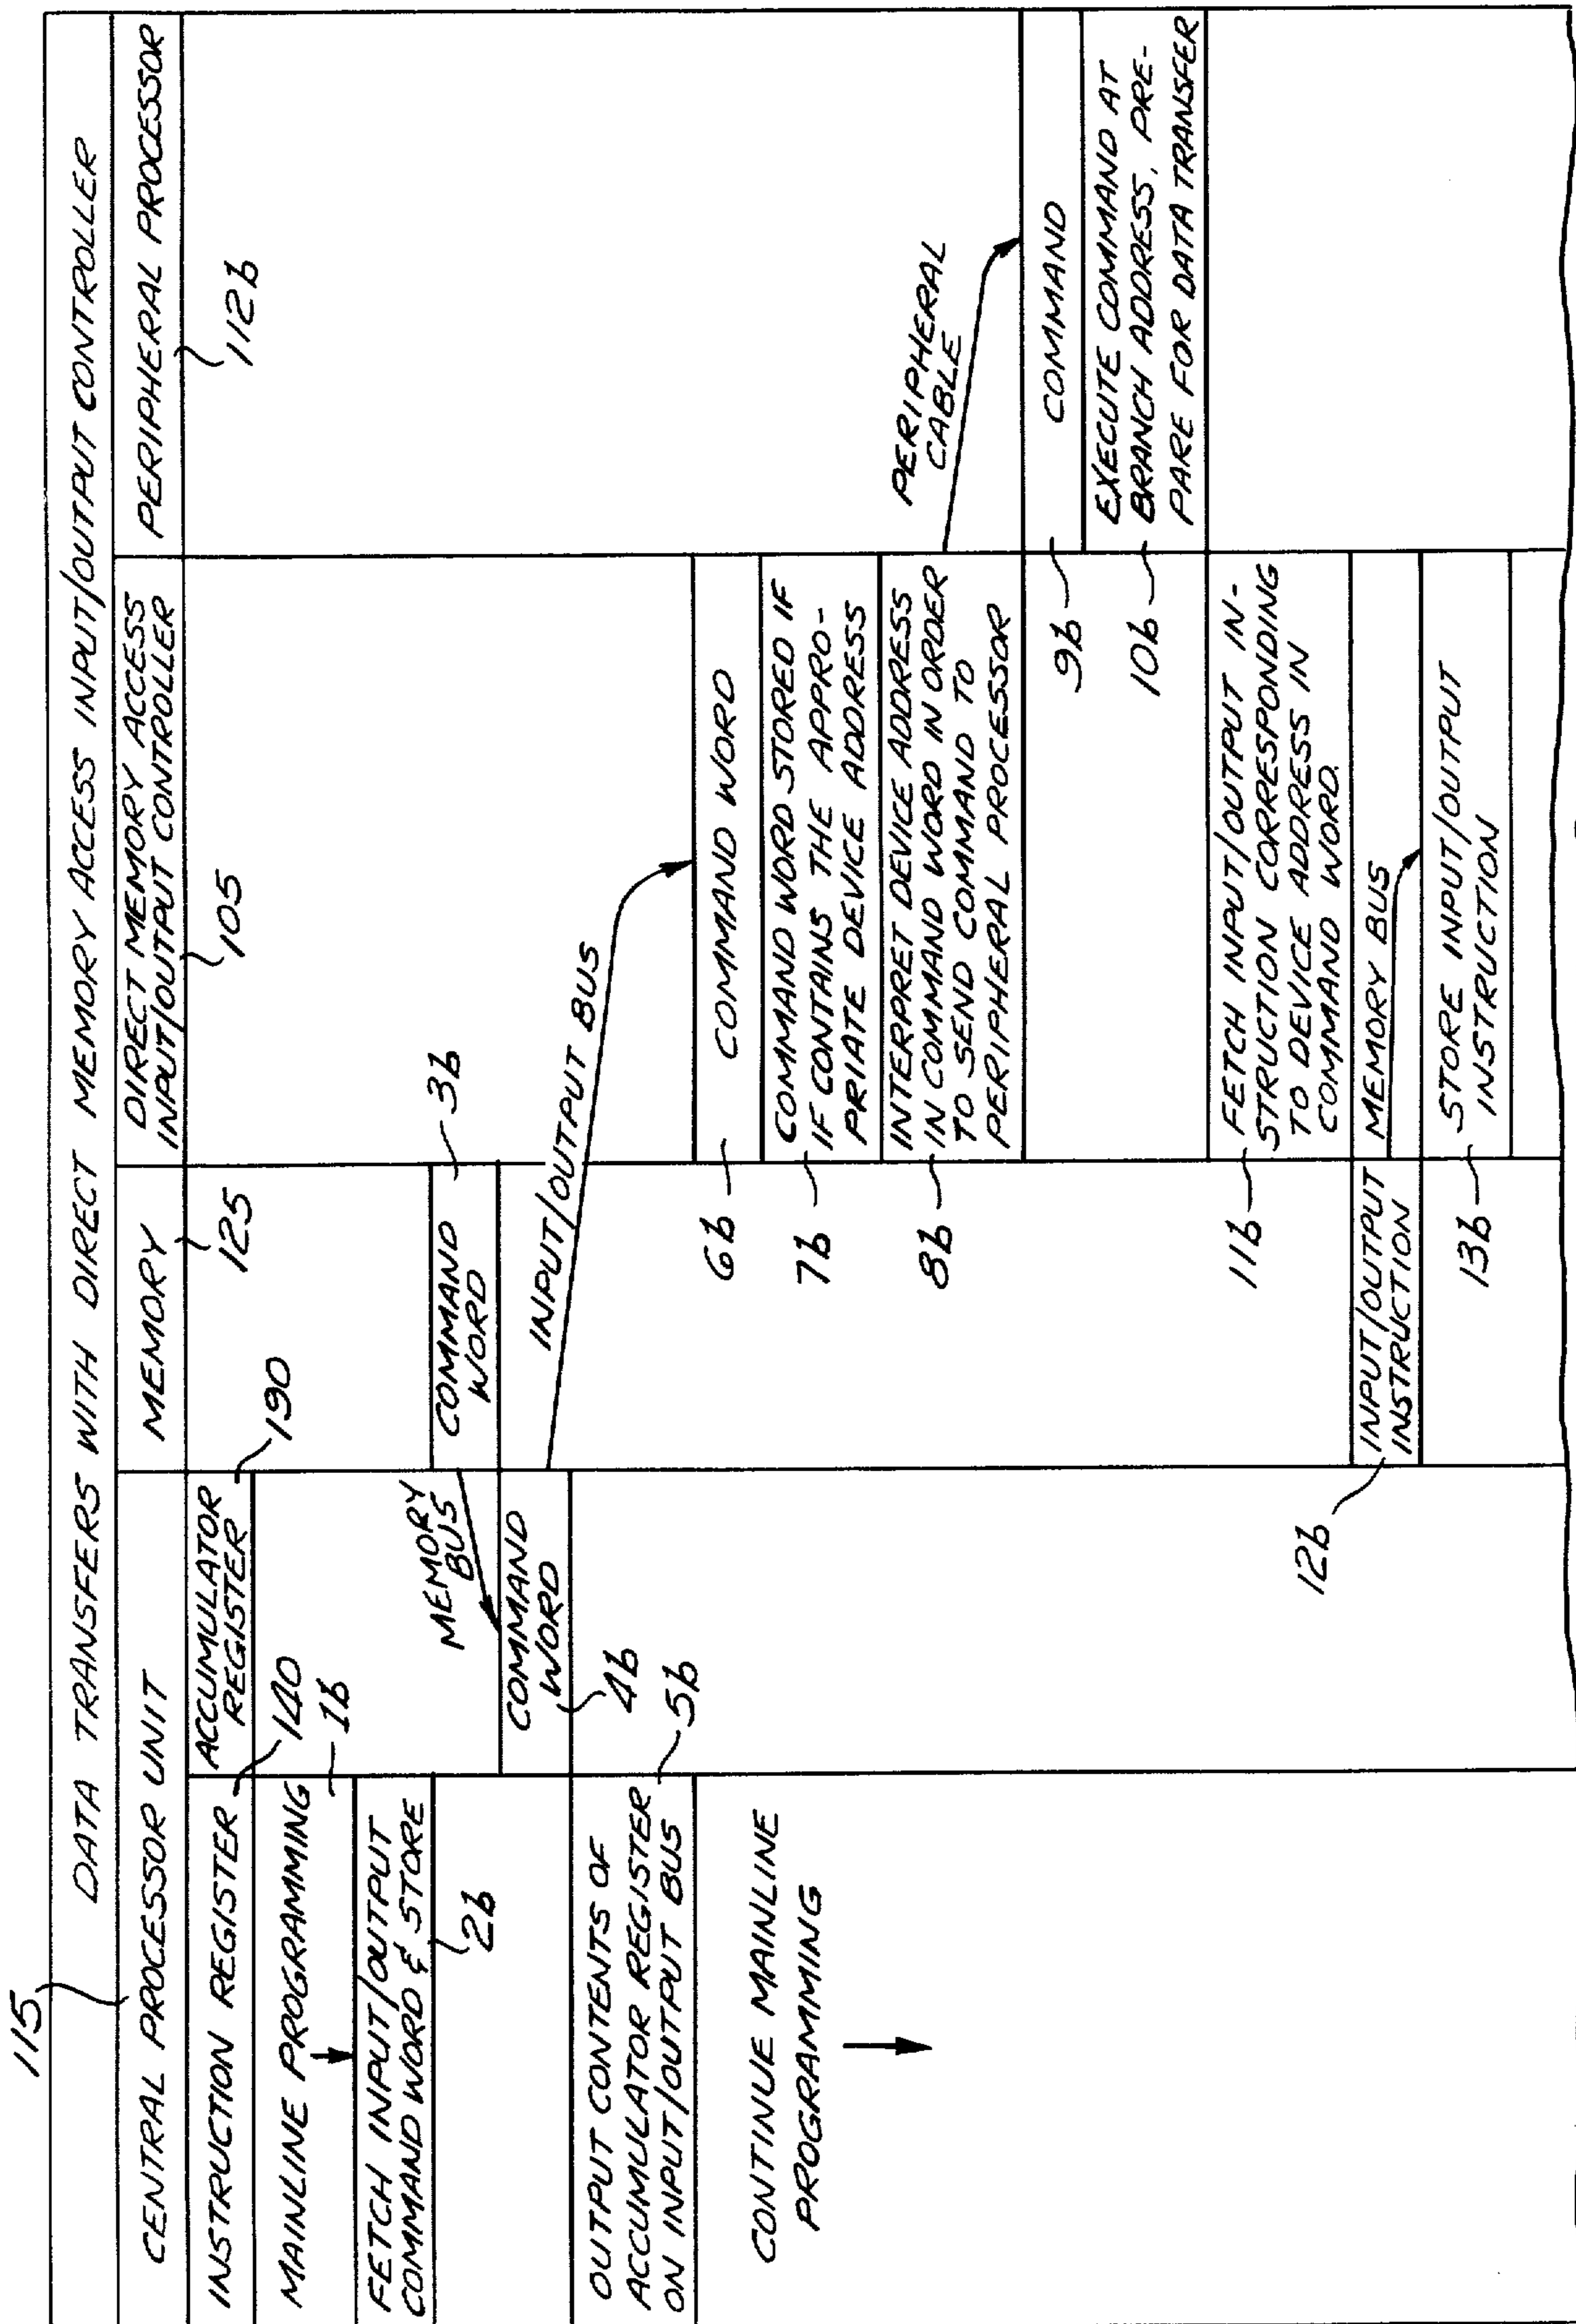 115
DATA TRANSFERS WITH DIRECT MEMORY ACCESS INPUT/OUTPUT CONTROLLER
CENTRAL PROCESSOR UNIT
MEMORY
DIRECT MEMORY ACCESS
INPUT/OUTPUT CONTROLLER
PERIPHERAL PROCESSOR
INSTRUCTION REGISTER
140
ACCUMULATOR
REGISTER
190
125
105
112b
MAINLINE PROGRAMMING
1b
FETCH INPUT/OUTPUT
COMMAND WORD & STORE
2b
COMMAND
WORD
3b
MEMORY
BUS
COMMAND
WORD
4b
INPUT/OUTPUT BUS
OUTPUT CONTENTS OF
ACCUMULATOR REGISTER
ON INPUT/OUTPUT BUS
5b
CONTINUE MAINLINE
PROGRAMMING
6b
COMMAND WORD
7b
COMMAND WORD STORED IF
IF CONTAINS THE APPRO-
PRIATE DEVICE ADDRESS
8b
INTERPRET DEVICE ADDRESS
IN COMMAND WORD IN ORDER
TO SEND COMMAND TO
PERIPHERAL PROCESSOR
PERIPHERAL
CABLE
9b
COMMAND
10b
EXECUTE COMMAND AT
BRANCH ADDRESS, PRE-
PARE FOR DATA TRANSFER
11b
FETCH INPUT/OUTPUT IN-
STRUCTION CORRESPONDING
TO DEVICE ADDRESS IN
COMMAND WORD.
12b
INPUT/OUTPUT
INSTRUCTION
MEMORY BUS
13b
STORE INPUT/OUTPUT
INSTRUCTION